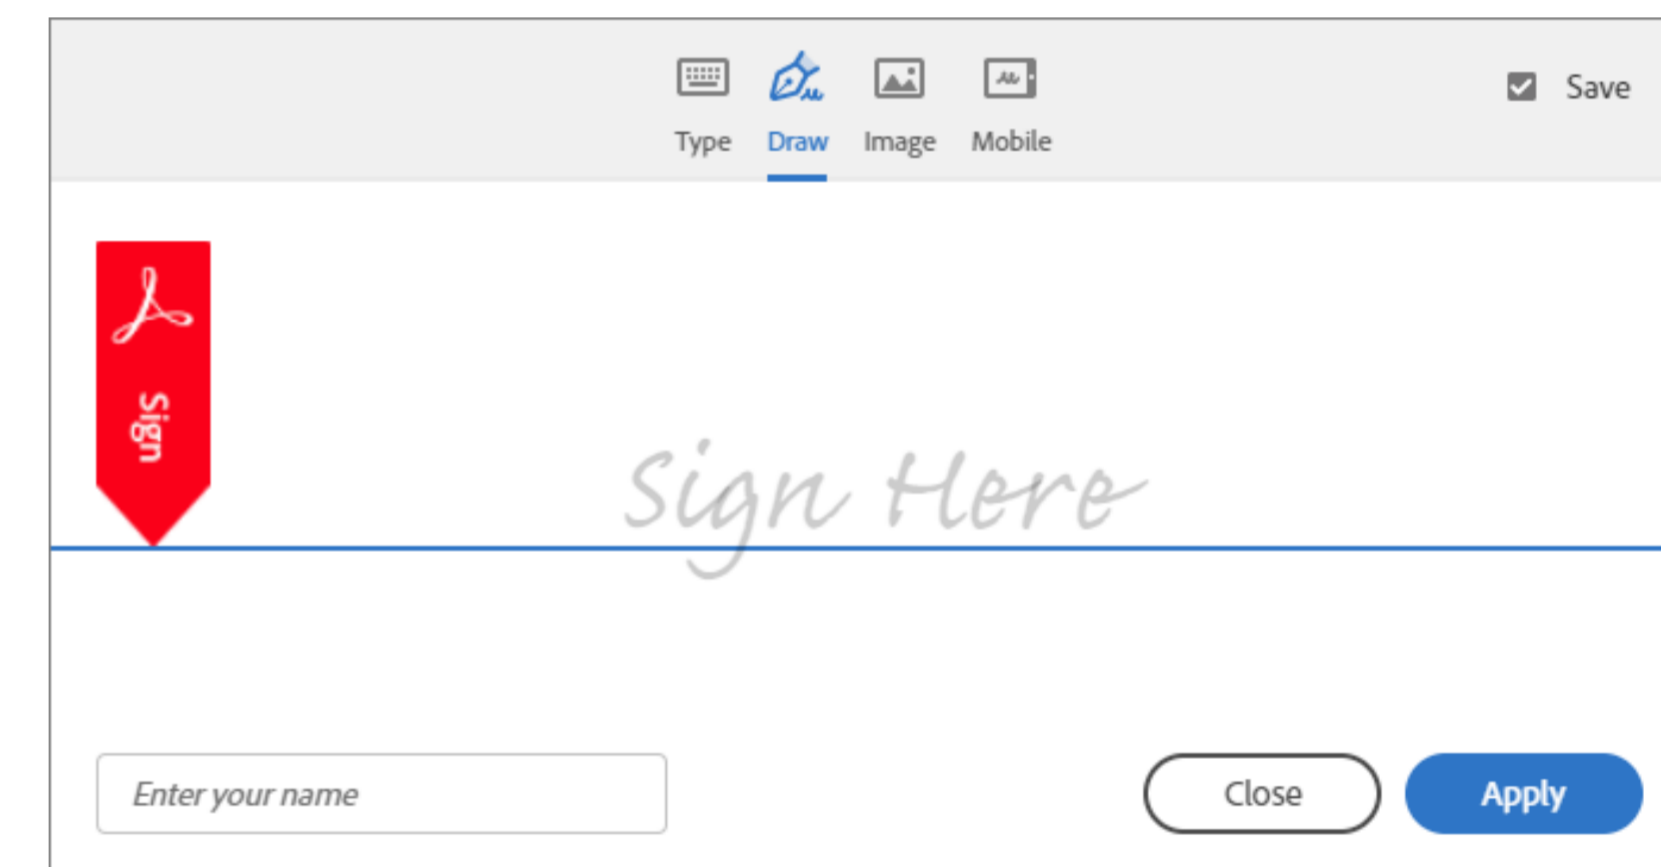 Type Draw Image Mobile
Save
Sign
Sign Here
Enter your name
Close
Apply